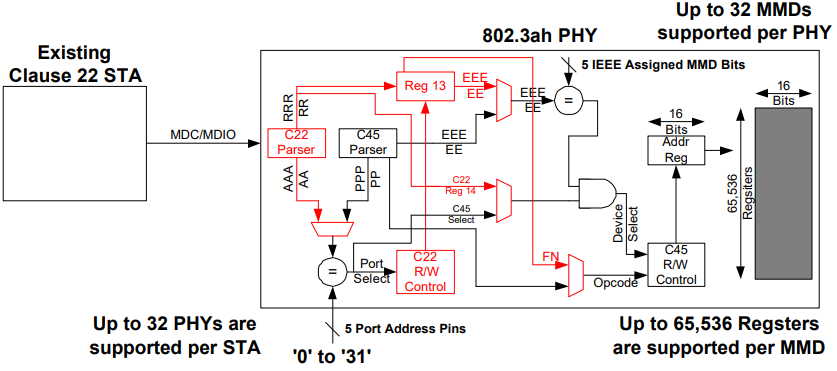 Up to 32 MMDs
supported per PHY
802.3ah PHY
Existing
Clause 22 STA
5 IEEE Assigned MMD Bits
Reg 13
EEE
EE
EEE
EE
=
16
Bits
16
Bits
RRR
RR
MDC/MDIO
C22
Parser
C45
Parser
EEE
EE
Addr
Reg
AAA
AA
PPP
PP
C22
Reg 14
C45
Select
65,536
Regsiters
Device
Select
=
Port
Select
C22
R/W
Control
FN
Opcode
C45
R/W
Control
Up to 32 PHYs are
supported per STA
5 Port Address Pins
'0' to '31'
Up to 65,536 Regsters
are supported per MMD